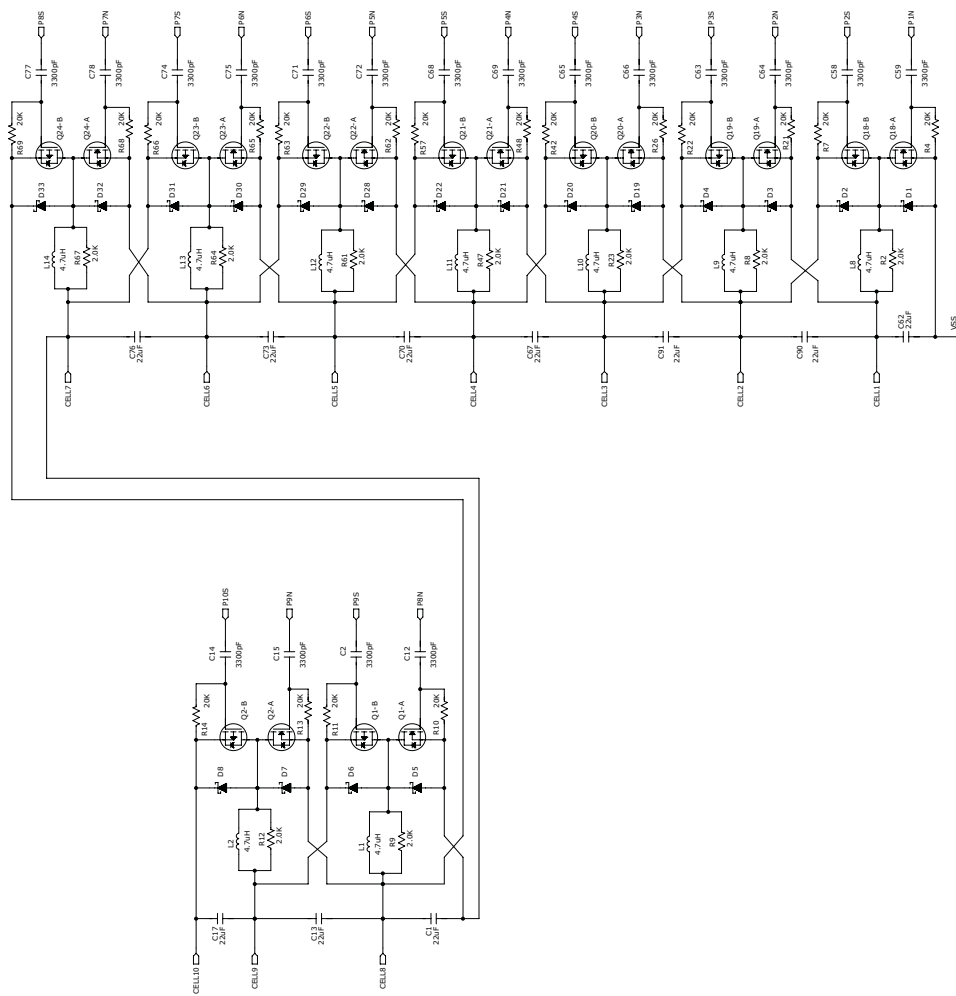 P8S
P7N
P7S
P6N
P6S
P5N
P5S
P4N
P4S
P3N
P3S
P2N
P2S
P1N
C77
3300pF
C78
3300pF
C74
3300pF
C75
3300pF
C71
3300pF
C72
3300pF
C68
3300pF
C69
3300pF
C65
3300pF
C66
3300pF
C63
3300pF
C64
3300pF
C58
3300pF
C59
3300pF
R69
20K
Q24-B
Q24-A
R68
20K
R66
20K
Q23-B
Q23-A
R65
20K
R63
20K
Q22-B
Q22-A
R62
20K
R57
20K
Q21-B
Q21-A
R48
20K
R42
20K
Q20-B
Q20-A
R26
20K
R22
20K
Q19-B
Q19-A
R21
20K
R7
20K
Q18-B
Q18-A
R4
20K
D33
D32
D31
D30
D29
D28
D22
D21
D20
D19
D4
D3
D2
D1
L14
4.7uH
R67
2.0K
L13
4.7uH
R64
2.0K
L12
4.7uH
R61
2.0K
L11
4.7uH
R47
2.0K
L10
4.7uH
R23
2.0K
L9
4.7uH
R8
2.0K
L8
4.7uH
R2
2.0K
C76
22uF
C73
22uF
C70
22uF
C67
22uF
C91
22uF
C90
22uF
C62
22uF
VSS
CELL7
CELL6
CELL5
CELL4
CELL3
CELL2
CELL1
P10S
P9N
P9S
P8N
C14
3300pF
C15
3300pF
C2
3300pF
C12
3300pF
R14
20K
Q2-B
Q2-A
R13
20K
R11
20K
Q1-B
Q1-A
R10
20K
D8
D7
D6
D5
L2
4.7uH
R12
2.0K
L1
4.7uH
R9
2.0K
C17
22uF
C13
22uF
C1
22uF
CELL10
CELL9
CELL8